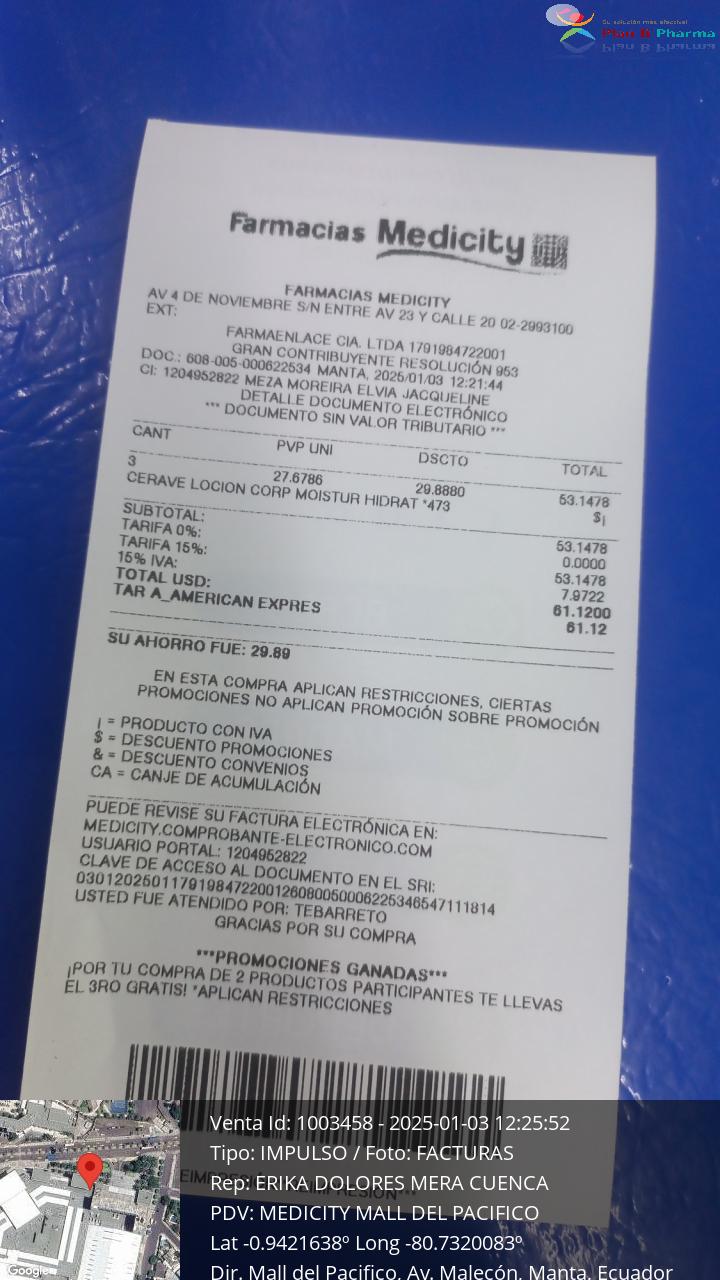 Su solución más efectiva!
Plan B Pharma
Farmacias Medicity
FARMACIAS MEDICITY
AV 4 DE NOVIEMBRE S/N ENTRE AV 23 Y CALLE 20 02-2993100
EXT:
FARMAENLACE CIA. LTDA 1791984722001
GRAN CONTRIBUYENTE RESOLUCIÓN 953
DOC.: 608-005-000622534 MANTA, 2025/01/03 12:21:44
CI: 1204952822 MEZA MOREIRA ELVIA JACQUELINE
DETALLE DOCUMENTO ELECTRÓNICO
*** DOCUMENTO SIN VALOR TRIBUTARIO ***
CANT PVP UNI DSCTO TOTAL
3 27.6786 29.8880 53.1478
CERAVE LOCION CORP MOISTUR HIDRAT *473 $¡
SUBTOTAL: 53.1478
TARIFA 0%: 0.0000
TARIFA 15%: 53.1478
15% IVA: 7.9722
TOTAL USD: 61.1200
TAR A_AMERICAN EXPRES 61.12
SU AHORRO FUE: 29.89
EN ESTA COMPRA APLICAN RESTRICCIONES, CIERTAS
PROMOCIONES NO APLICAN PROMOCIÓN SOBRE PROMOCIÓN
¡ = PRODUCTO CON IVA
$ = DESCUENTO PROMOCIONES
& = DESCUENTO CONVENIOS
CA = CANJE DE ACUMULACIÓN
PUEDE REVISE SU FACTURA ELECTRÓNICA EN:
MEDICITY.COMPROBANTE-ELECTRONICO.COM
USUARIO PORTAL: 1204952822
CLAVE DE ACCESO AL DOCUMENTO EN EL SRI:
0301202501179198472200126080050006225346547111814
USTED FUE ATENDIDO POR: TEBARRETO
GRACIAS POR SU COMPRA
***PROMOCIONES GANADAS***
¡POR TU COMPRA DE 2 PRODUCTOS PARTICIPANTES TE LLEVAS
EL 3RO GRATIS! *APLICAN RESTRICCIONES
Venta Id: 1003458 - 2025-01-03 12:25:52
Tipo: IMPULSO / Foto: FACTURAS
Rep: ERIKA DOLORES MERA CUENCA
PDV: MEDICITY MALL DEL PACIFICO
Lat -0.9421638º Long -80.7320083º
Dir. Mall del Pacifico, Av. Malecón, Manta, Ecuador
Google